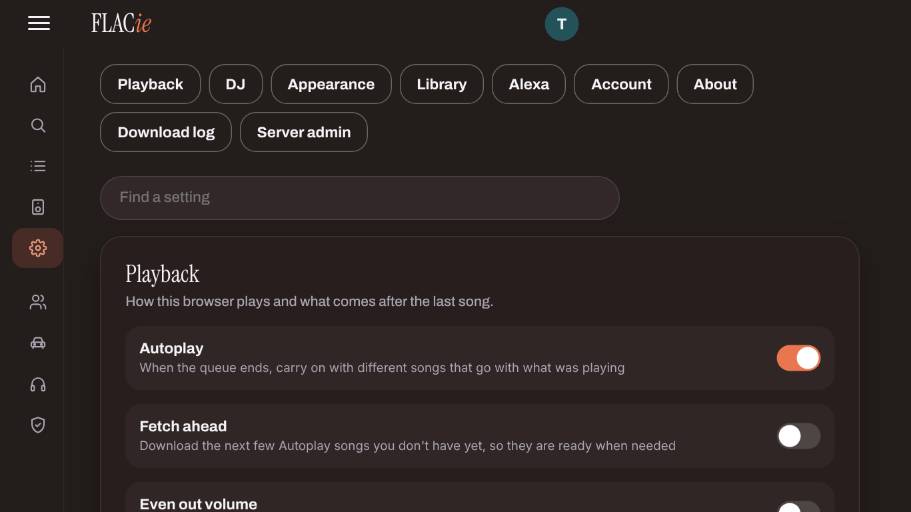 FLACie
T
Playback
DJ
Appearance
Library
Alexa
Account
About
Download log
Server admin
Find a setting
Playback
How this browser plays and what comes after the last song.
Autoplay
When the queue ends, carry on with different songs that go with what was playing
Fetch ahead
Download the next few Autoplay songs you don't have yet, so they are ready when needed
Even out volume